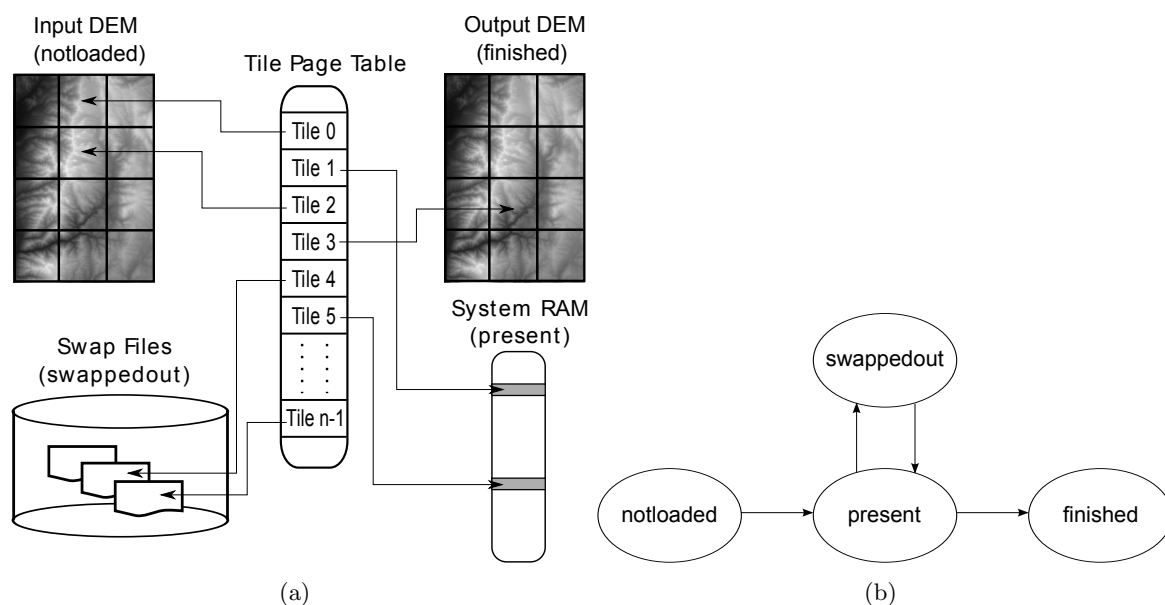 Input DEM
(notloaded)
Tile Page Table
Output DEM
(finished)
Tile 0
Tile 1
Tile 2
Tile 3
Tile 4
Tile 5
Tile n-1
Swap Files
(swappedout)
System RAM
(present)
(a)
swappedout
notloaded
present
finished
(b)